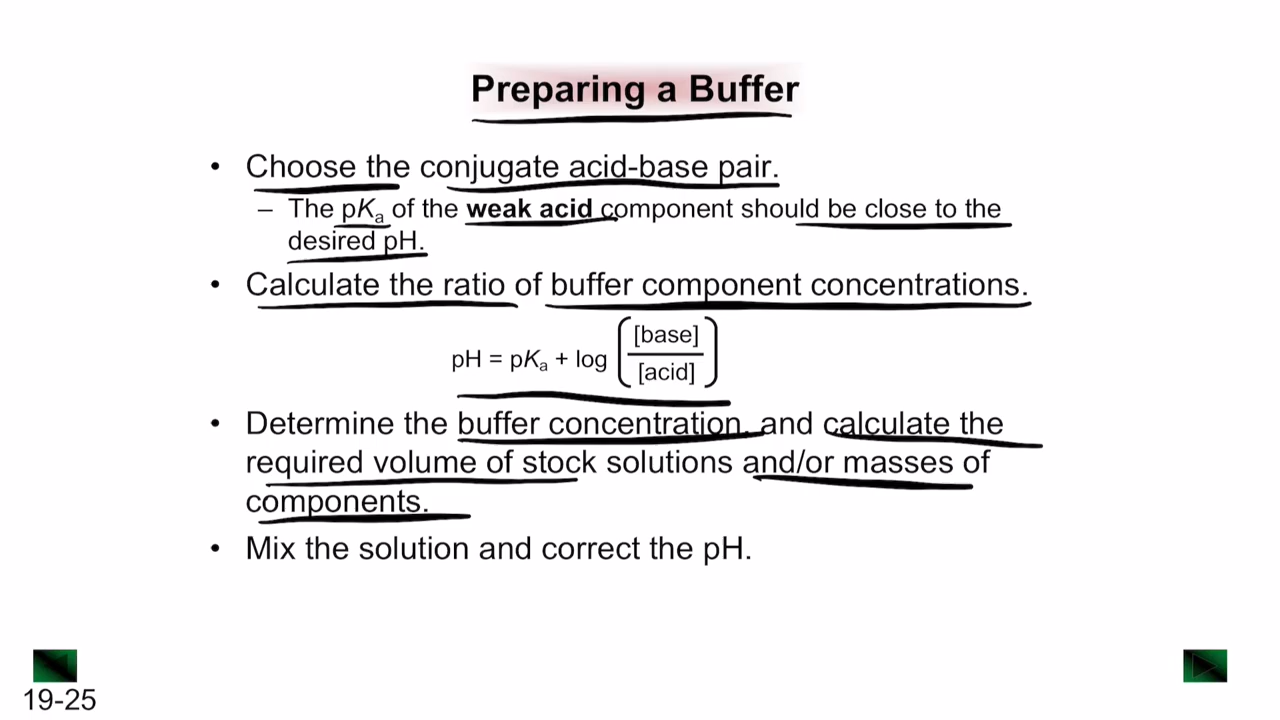 Preparing a Buffer
• Choose the conjugate acid-base pair.
– The pKa of the weak acid component should be close to the
desired pH.
• Calculate the ratio of buffer component concentrations.
pH = pKa + log ([base]/[acid])
• Determine the buffer concentration, and calculate the
required volume of stock solutions and/or masses of
components.
• Mix the solution and correct the pH.
19-25